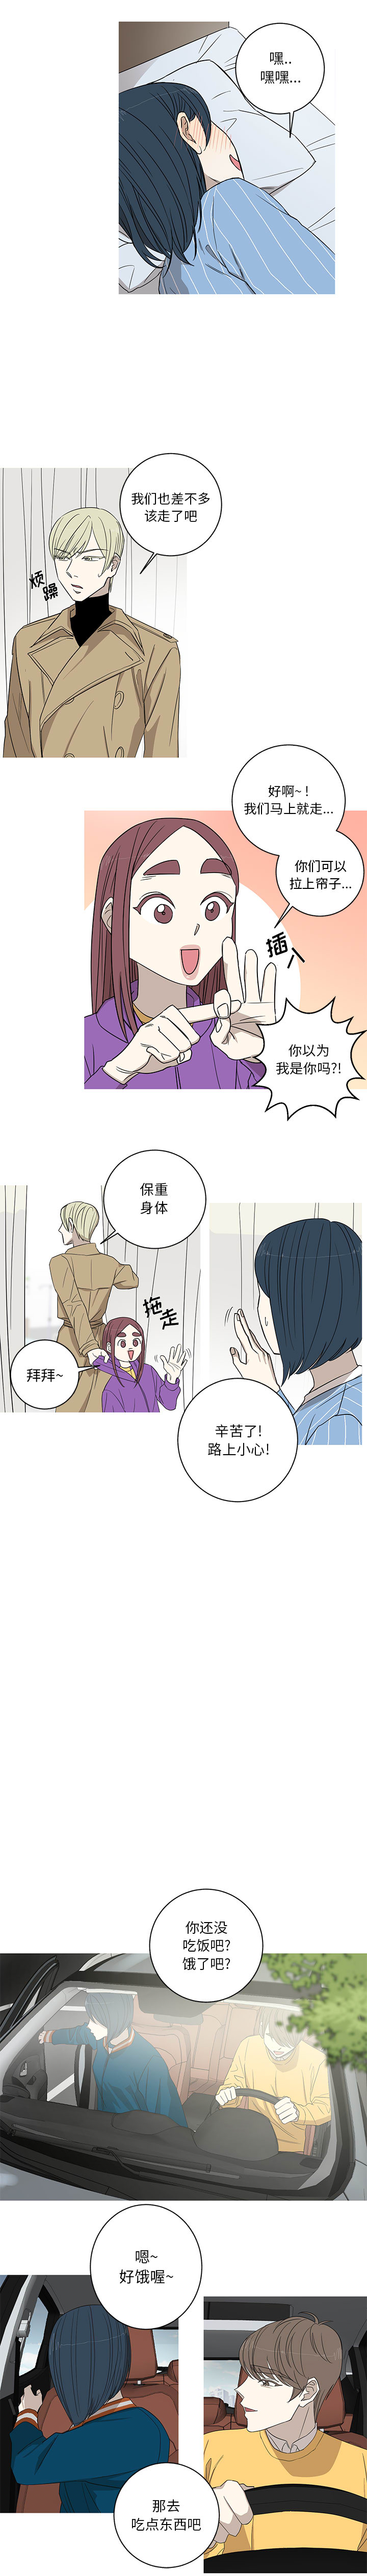 嘿..
嘿嘿...
我们也差不多
该走了吧
烦
躁
好啊~!
我们马上就走...
你们可以
拉上帘子...
插
你以为
我是你吗?!
保重
身体
拖
走
拜拜~
辛苦了!
路上小心!
你还没
吃饭吧?
饿了吧?
嗯~
好饿喔~
那去
吃点东西吧